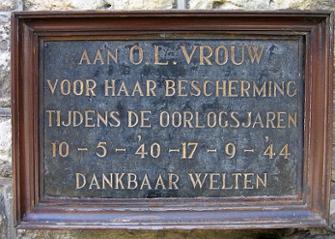 AAN O.L. VROUW
VOOR HAAR BESCHERMING
TIJDENS DE OORLOGSJAREN
10-5-'40-17-9-'44
DANKBAAR WELTEN